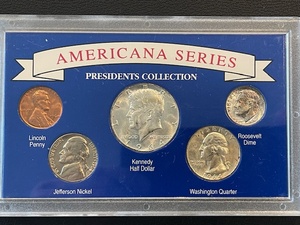 AMERICANA SERIES
PRESIDENTS COLLECTION
Lincoln
Penny
Roosevelt
Dime
Kennedy
Half Dollar
Jefferson Nickel
Washington Quarter